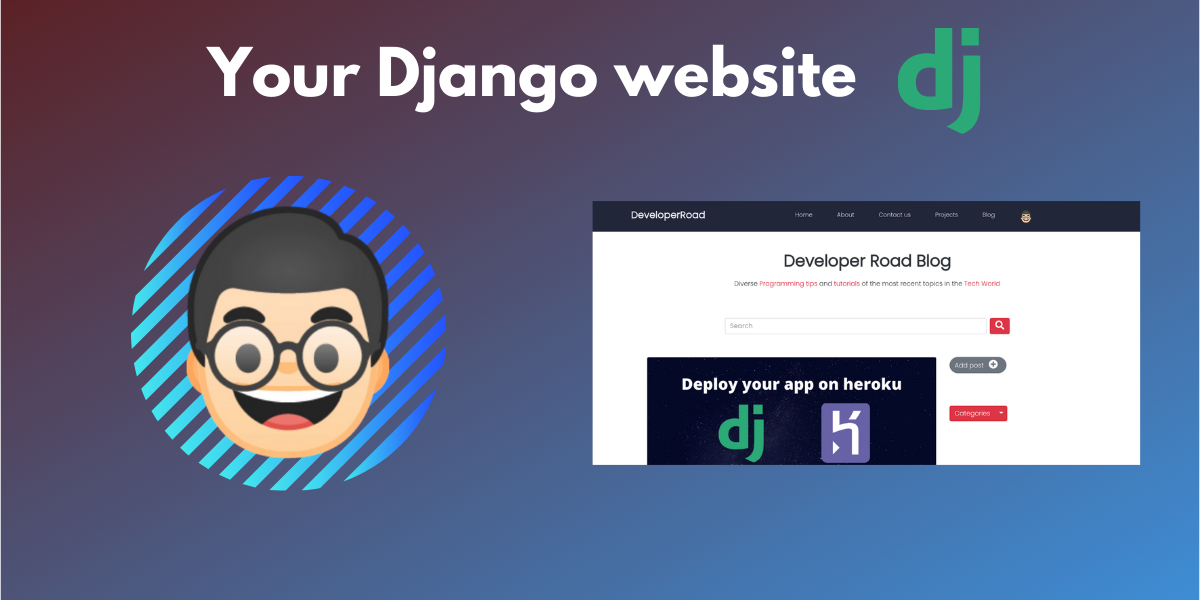 Your Django website dj
DeveloperRoad Home About Contact us Projects Blog
Developer Road Blog
Diverse Programming tips and tutorials of the most recent topics in the Tech World
Search
Add post
Deploy your app on heroku
Categories
dj